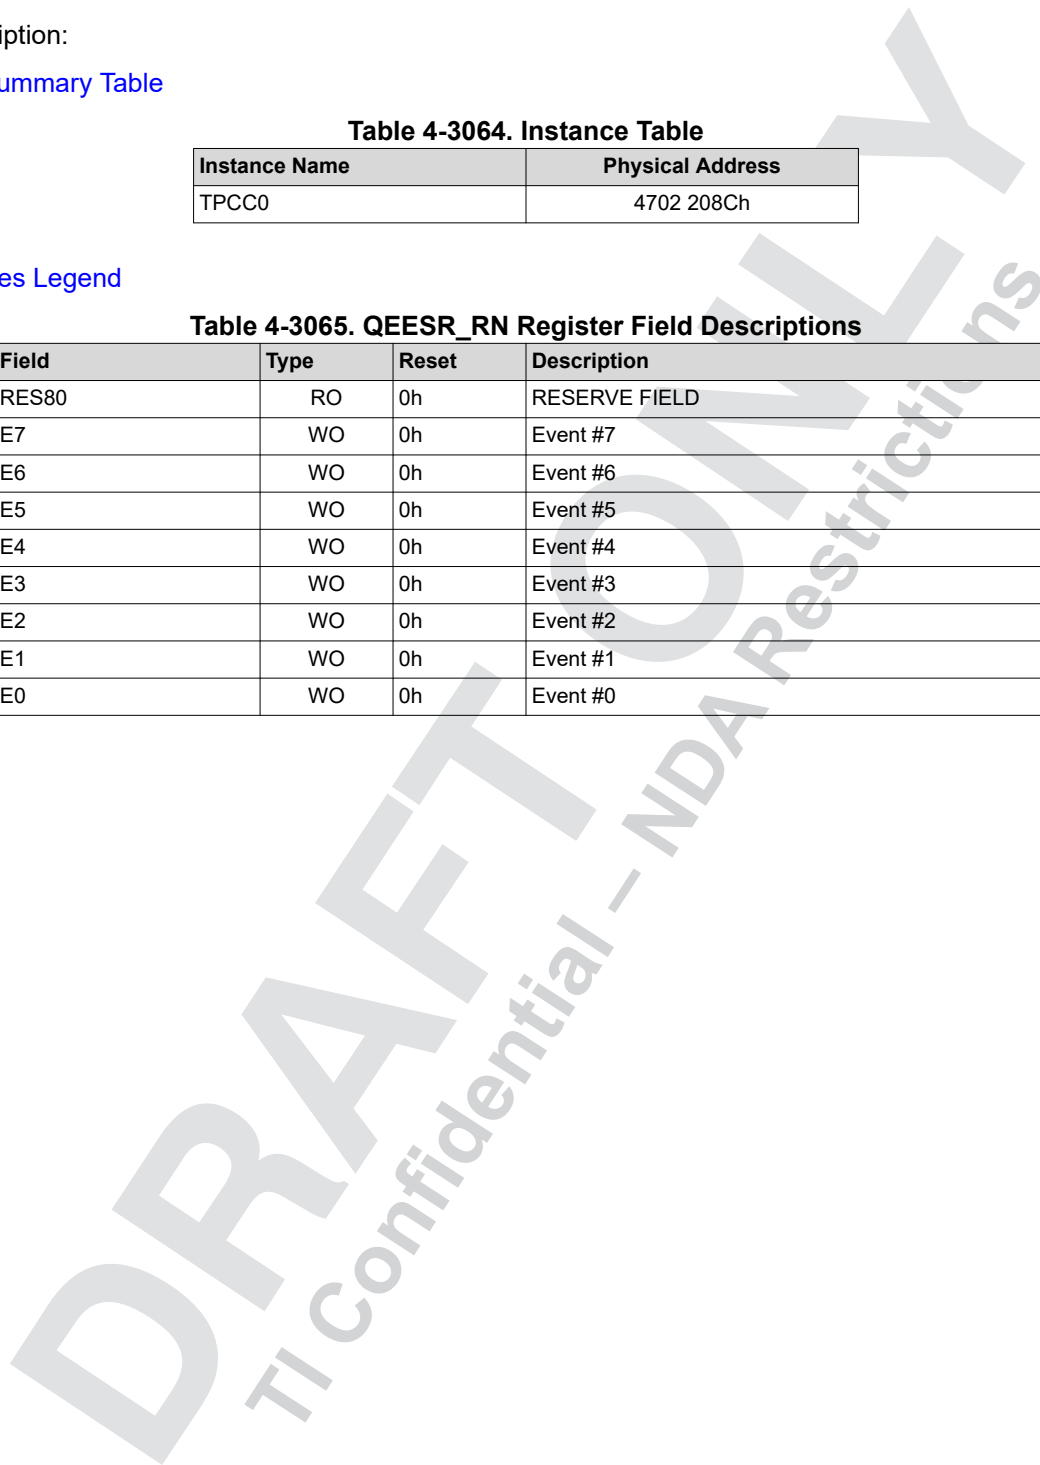 iption:
ummary Table
Table 4-3064. Instance Table
Instance Name Physical Address
TPCC0 4702 208Ch
es Legend
Table 4-3065. QEESR_RN Register Field Descriptions
Field Type Reset Description
RES80 RO 0h RESERVE FIELD
E7 WO 0h Event #7
E6 WO 0h Event #6
E5 WO 0h Event #5
E4 WO 0h Event #4
E3 WO 0h Event #3
E2 WO 0h Event #2
E1 WO 0h Event #1
E0 WO 0h Event #0
DRAFT ONLY
TI Confidential – NDA Restrictions